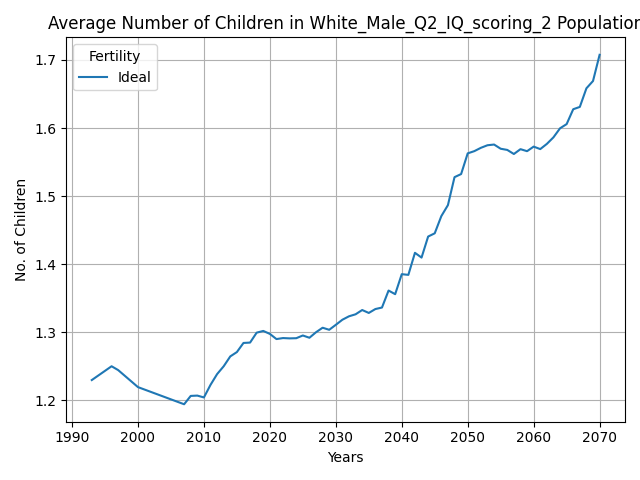 Average Number of Children in White_Male_Q2_IQ_scoring_2 Population
Fertility
Ideal
No. of Children
1.7
1.6
1.5
1.4
1.3
1.2
1990 2000 2010 2020 2030 2040 2050 2060 2070
Years